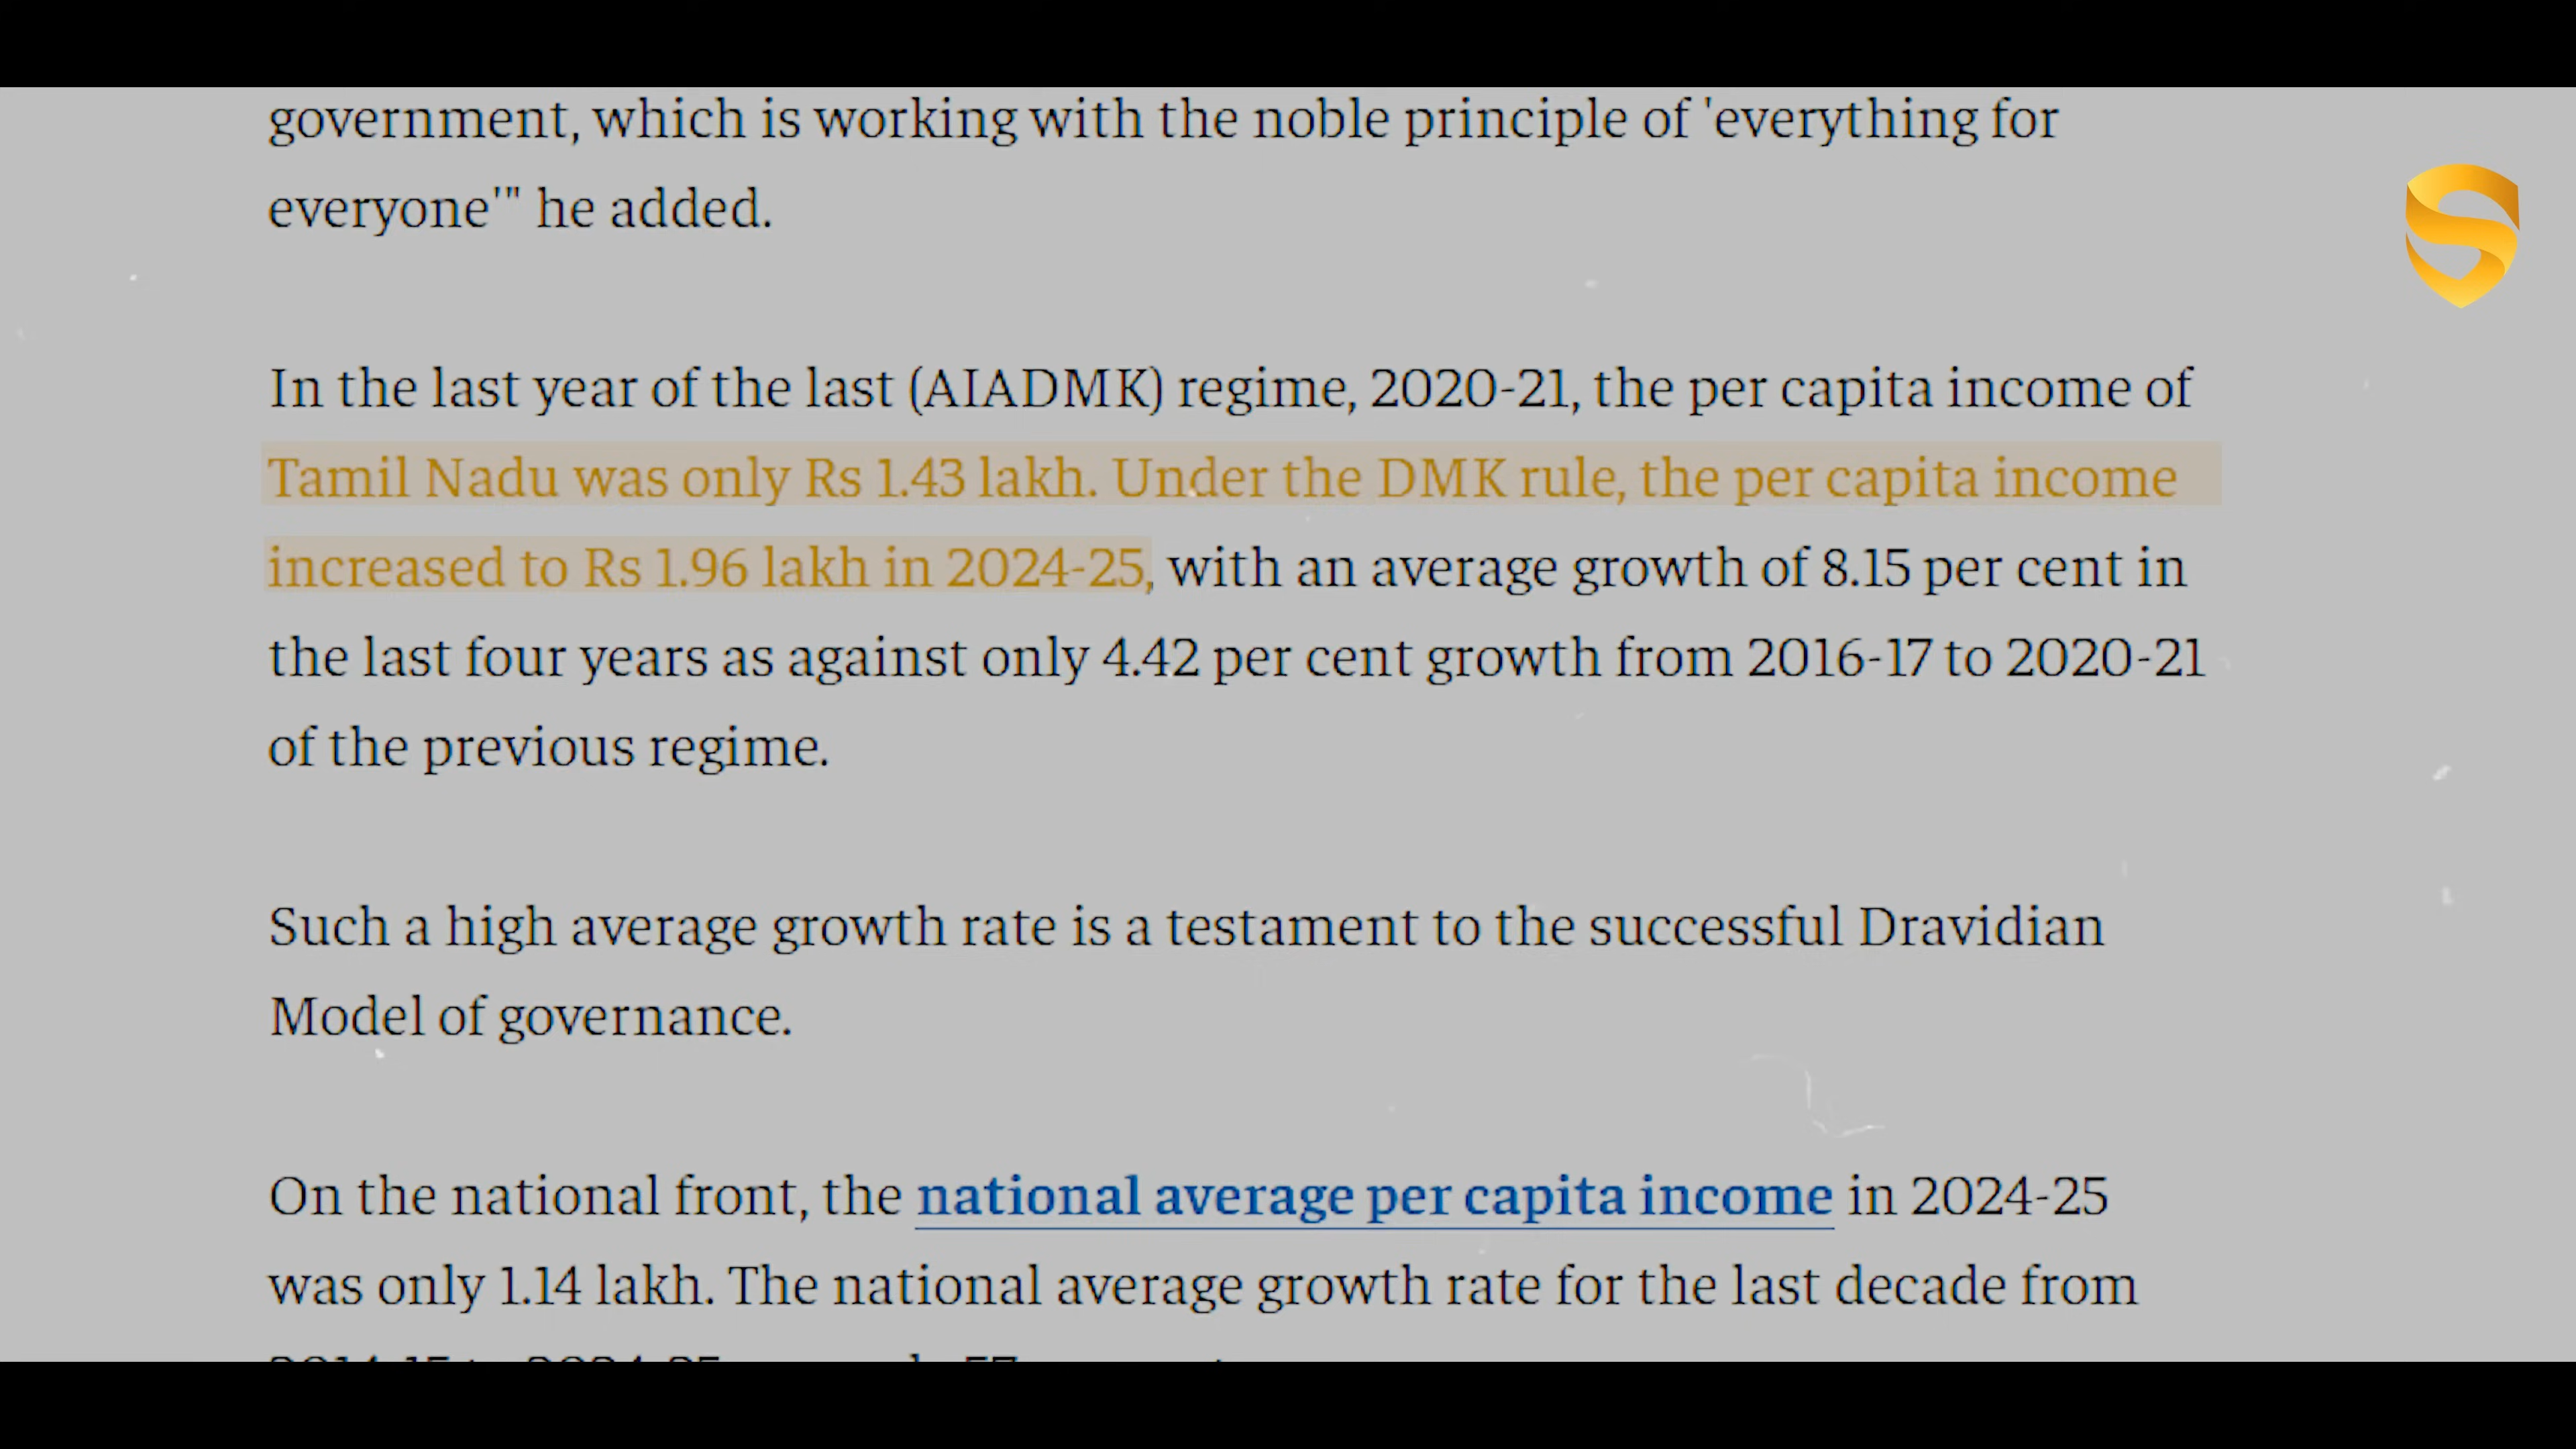 government, which is working with the noble principle of 'everything for
everyone'" he added.
In the last year of the last (AIADMK) regime, 2020-21, the per capita income of
Tamil Nadu was only Rs 1.43 lakh. Under the DMK rule, the per capita income
increased to Rs 1.96 lakh in 2024-25, with an average growth of 8.15 per cent in
the last four years as against only 4.42 per cent growth from 2016-17 to 2020-21
of the previous regime.
Such a high average growth rate is a testament to the successful Dravidian
Model of governance.
On the national front, the national average per capita income in 2024-25
was only 1.14 lakh. The national average growth rate for the last decade from